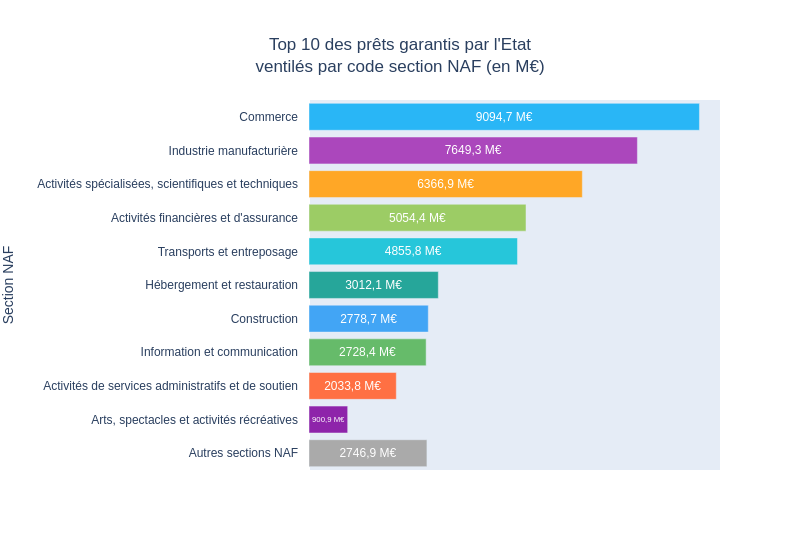 Top 10 des prêts garantis par l'Etat
ventilés par code section NAF (en M€)
Section NAF
Commerce 9094,7 M€
Industrie manufacturière 7649,3 M€
Activités spécialisées, scientifiques et techniques 6366,9 M€
Activités financières et d'assurance 5054,4 M€
Transports et entreposage 4855,8 M€
Hébergement et restauration 3012,1 M€
Construction 2778,7 M€
Information et communication 2728,4 M€
Activités de services administratifs et de soutien 2033,8 M€
Arts, spectacles et activités récréatives 900,9 M€
Autres sections NAF 2746,9 M€